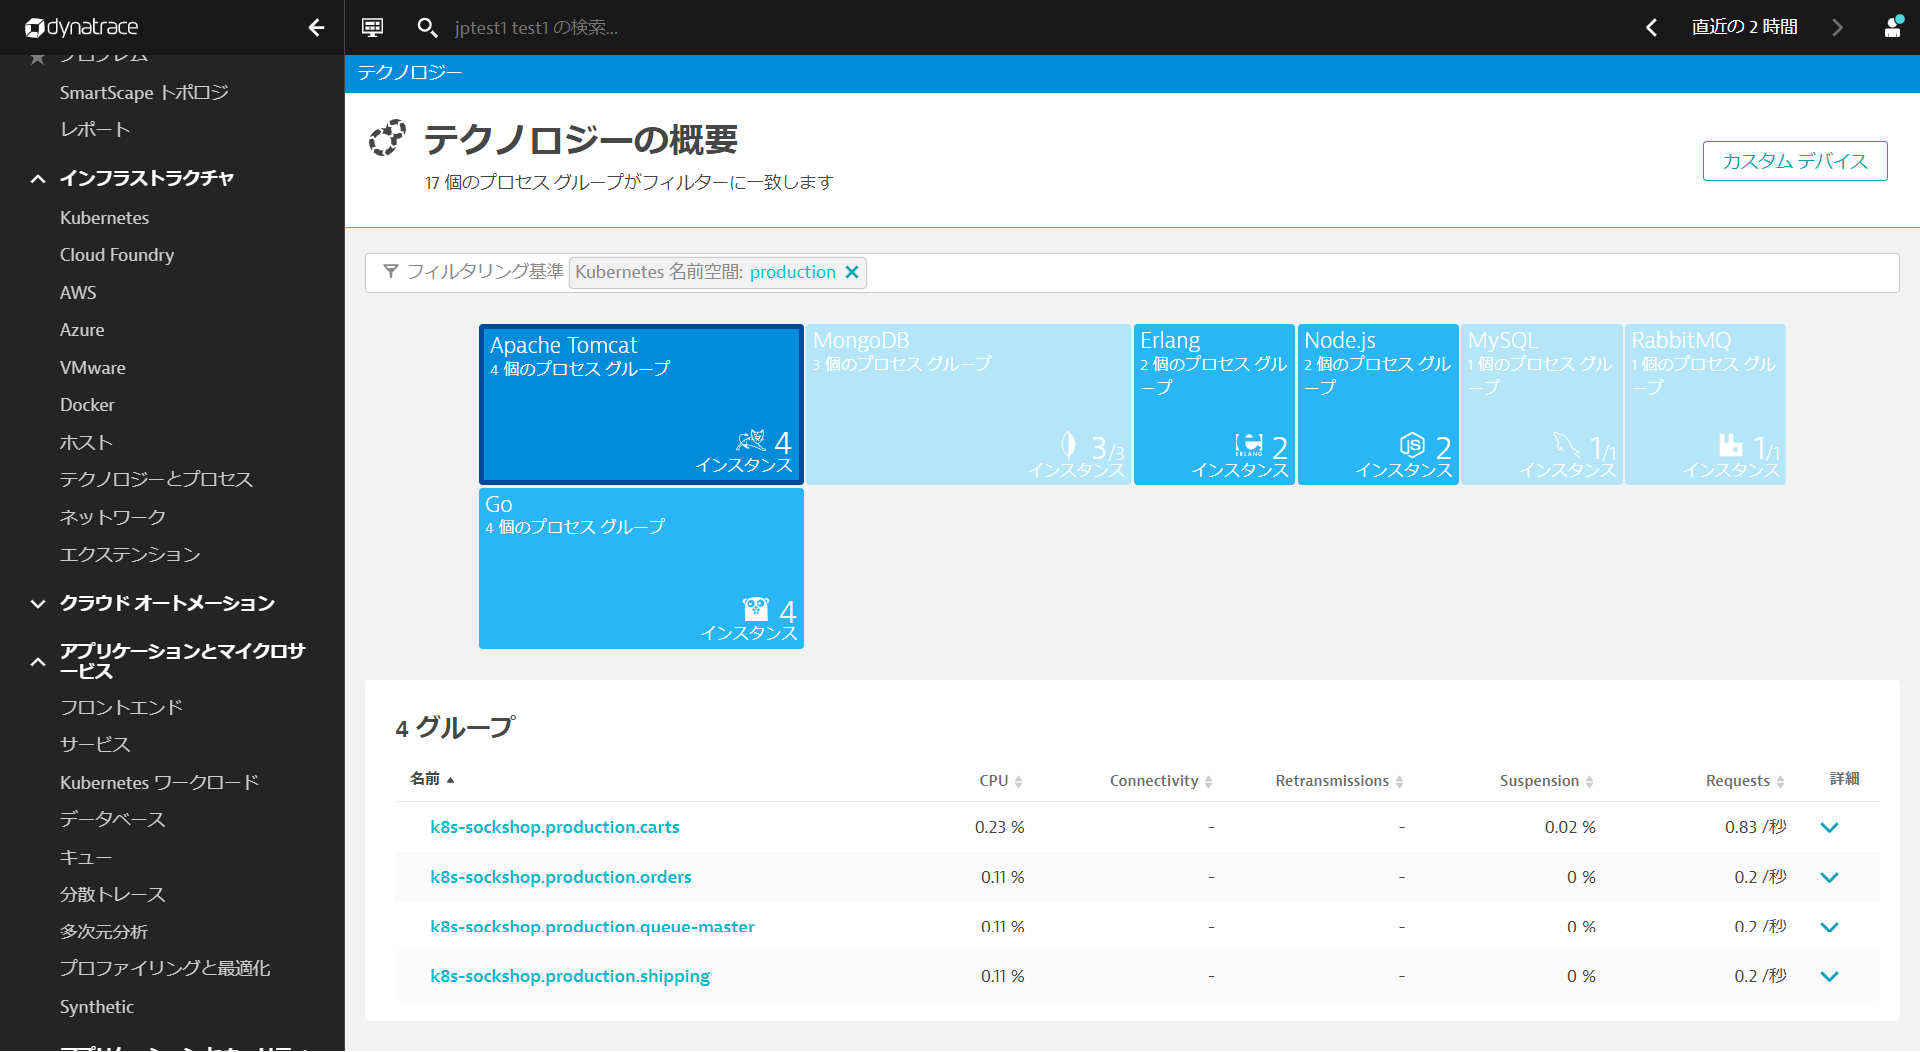 dynatrace
jptest1 test1 の検索...
直近の 2 時間
プロブレム
SmartScape トポロジ
レポート
インフラストラクチャ
Kubernetes
Cloud Foundry
AWS
Azure
VMware
Docker
ホスト
テクノロジーとプロセス
ネットワーク
エクステンション
クラウド オートメーション
アプリケーションとマイクロサ
ービス
フロントエンド
サービス
Kubernetes ワークロード
データベース
キュー
分散トレース
多次元分析
プロファイリングと最適化
Synthetic
テクノロジー
テクノロジーの概要
17 個のプロセス グループがフィルターに一致します
カスタム デバイス
フィルタリング基準 Kubernetes 名前空間: production
Apache Tomcat
4 個のプロセス グループ
4
インスタンス
MongoDB
3 個のプロセス グループ
3/3
インスタンス
Erlang
2 個のプロセス グル
ープ
ERLANG 2
インスタンス
Node.js
2 個のプロセス グル
ープ
JS 2
インスタンス
MySQL
1 個のプロセス グル
ープ
1/1
インスタンス
RabbitMQ
1 個のプロセス グル
ープ
1/1
インスタンス
Go
4 個のプロセス グループ
4
インスタンス
4 グループ
名前 CPU Connectivity Retransmissions Suspension Requests 詳細
k8s-sockshop.production.carts 0.23 % - - 0.02 % 0.83 /秒
k8s-sockshop.production.orders 0.11 % - - 0 % 0.2 /秒
k8s-sockshop.production.queue-master 0.11 % - - 0 % 0.2 /秒
k8s-sockshop.production.shipping 0.11 % - - 0 % 0.2 /秒